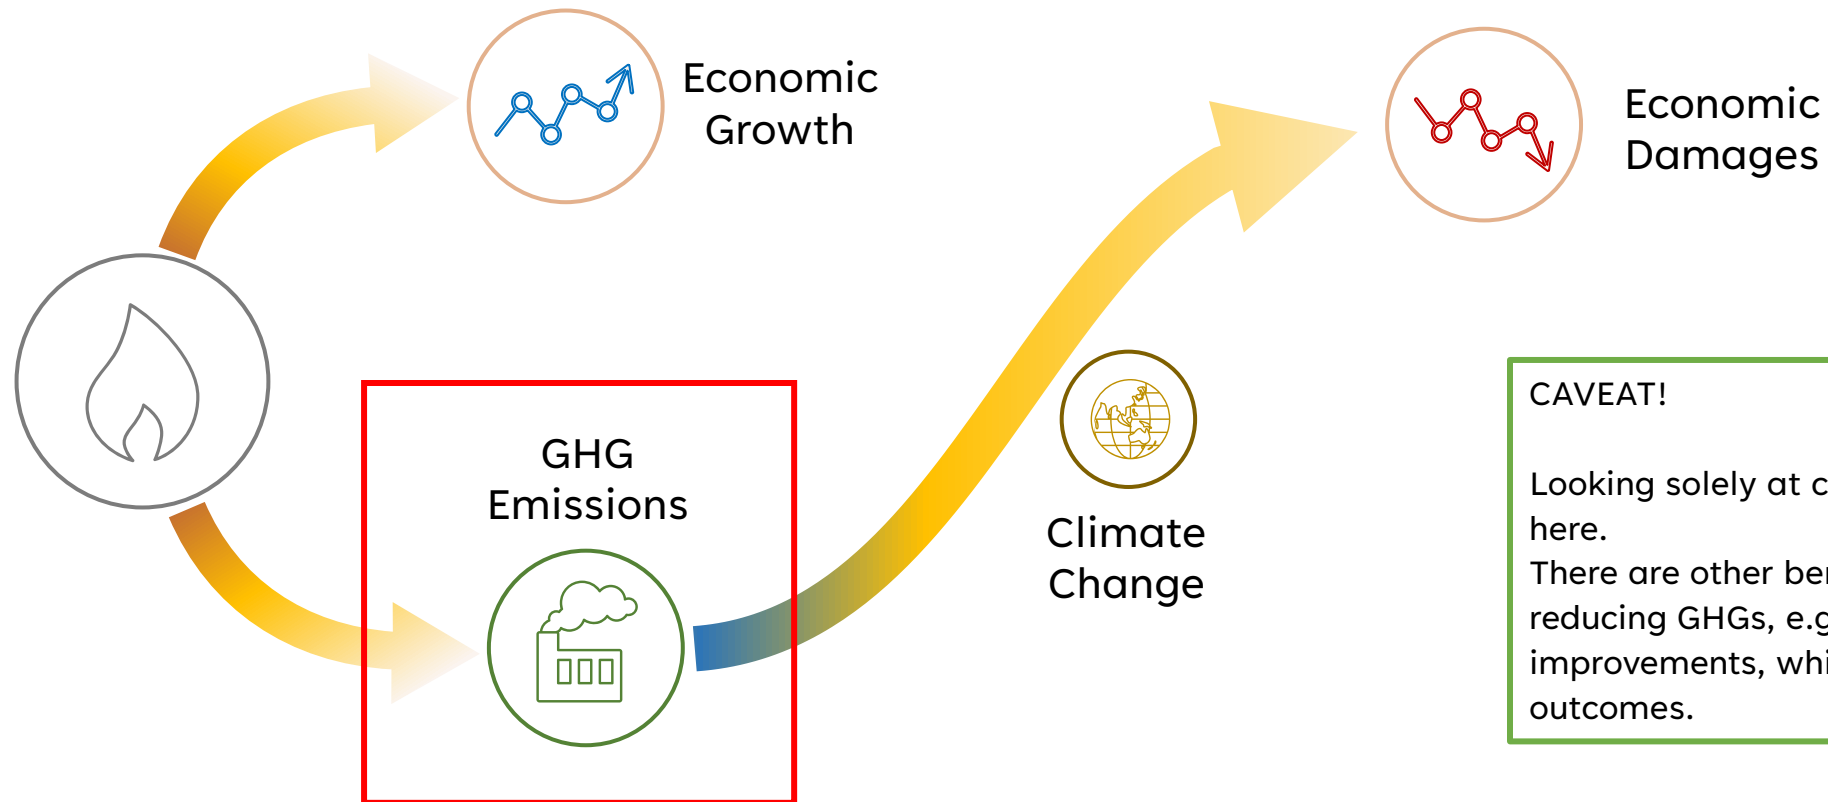 Economic
Growth
Economic
Damages
GHG
Emissions
Climate
Change
CAVEAT!
Looking solely at
here.
There are other
reducing GHGs,
improvements,
outcomes.